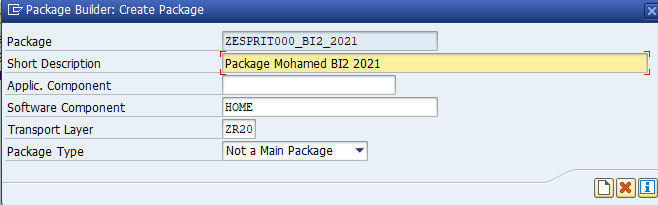 Package Builder: Create Package
Package ZESPRIT000_BI2_2021
Short Description Package Mohamed BI2 2021
Applic. Component
Software Component HOME
Transport Layer ZR20
Package Type Not a Main Package